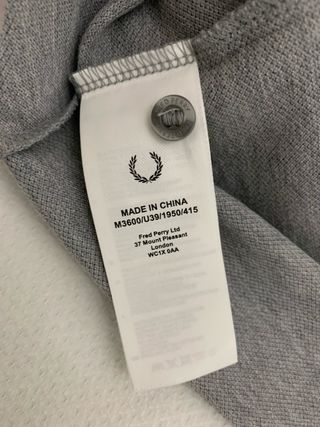 MADE IN CHINA
M3600/U39/1950/415
Fred Perry Ltd
37 Mount Pleasant
London
WC1X 0AA